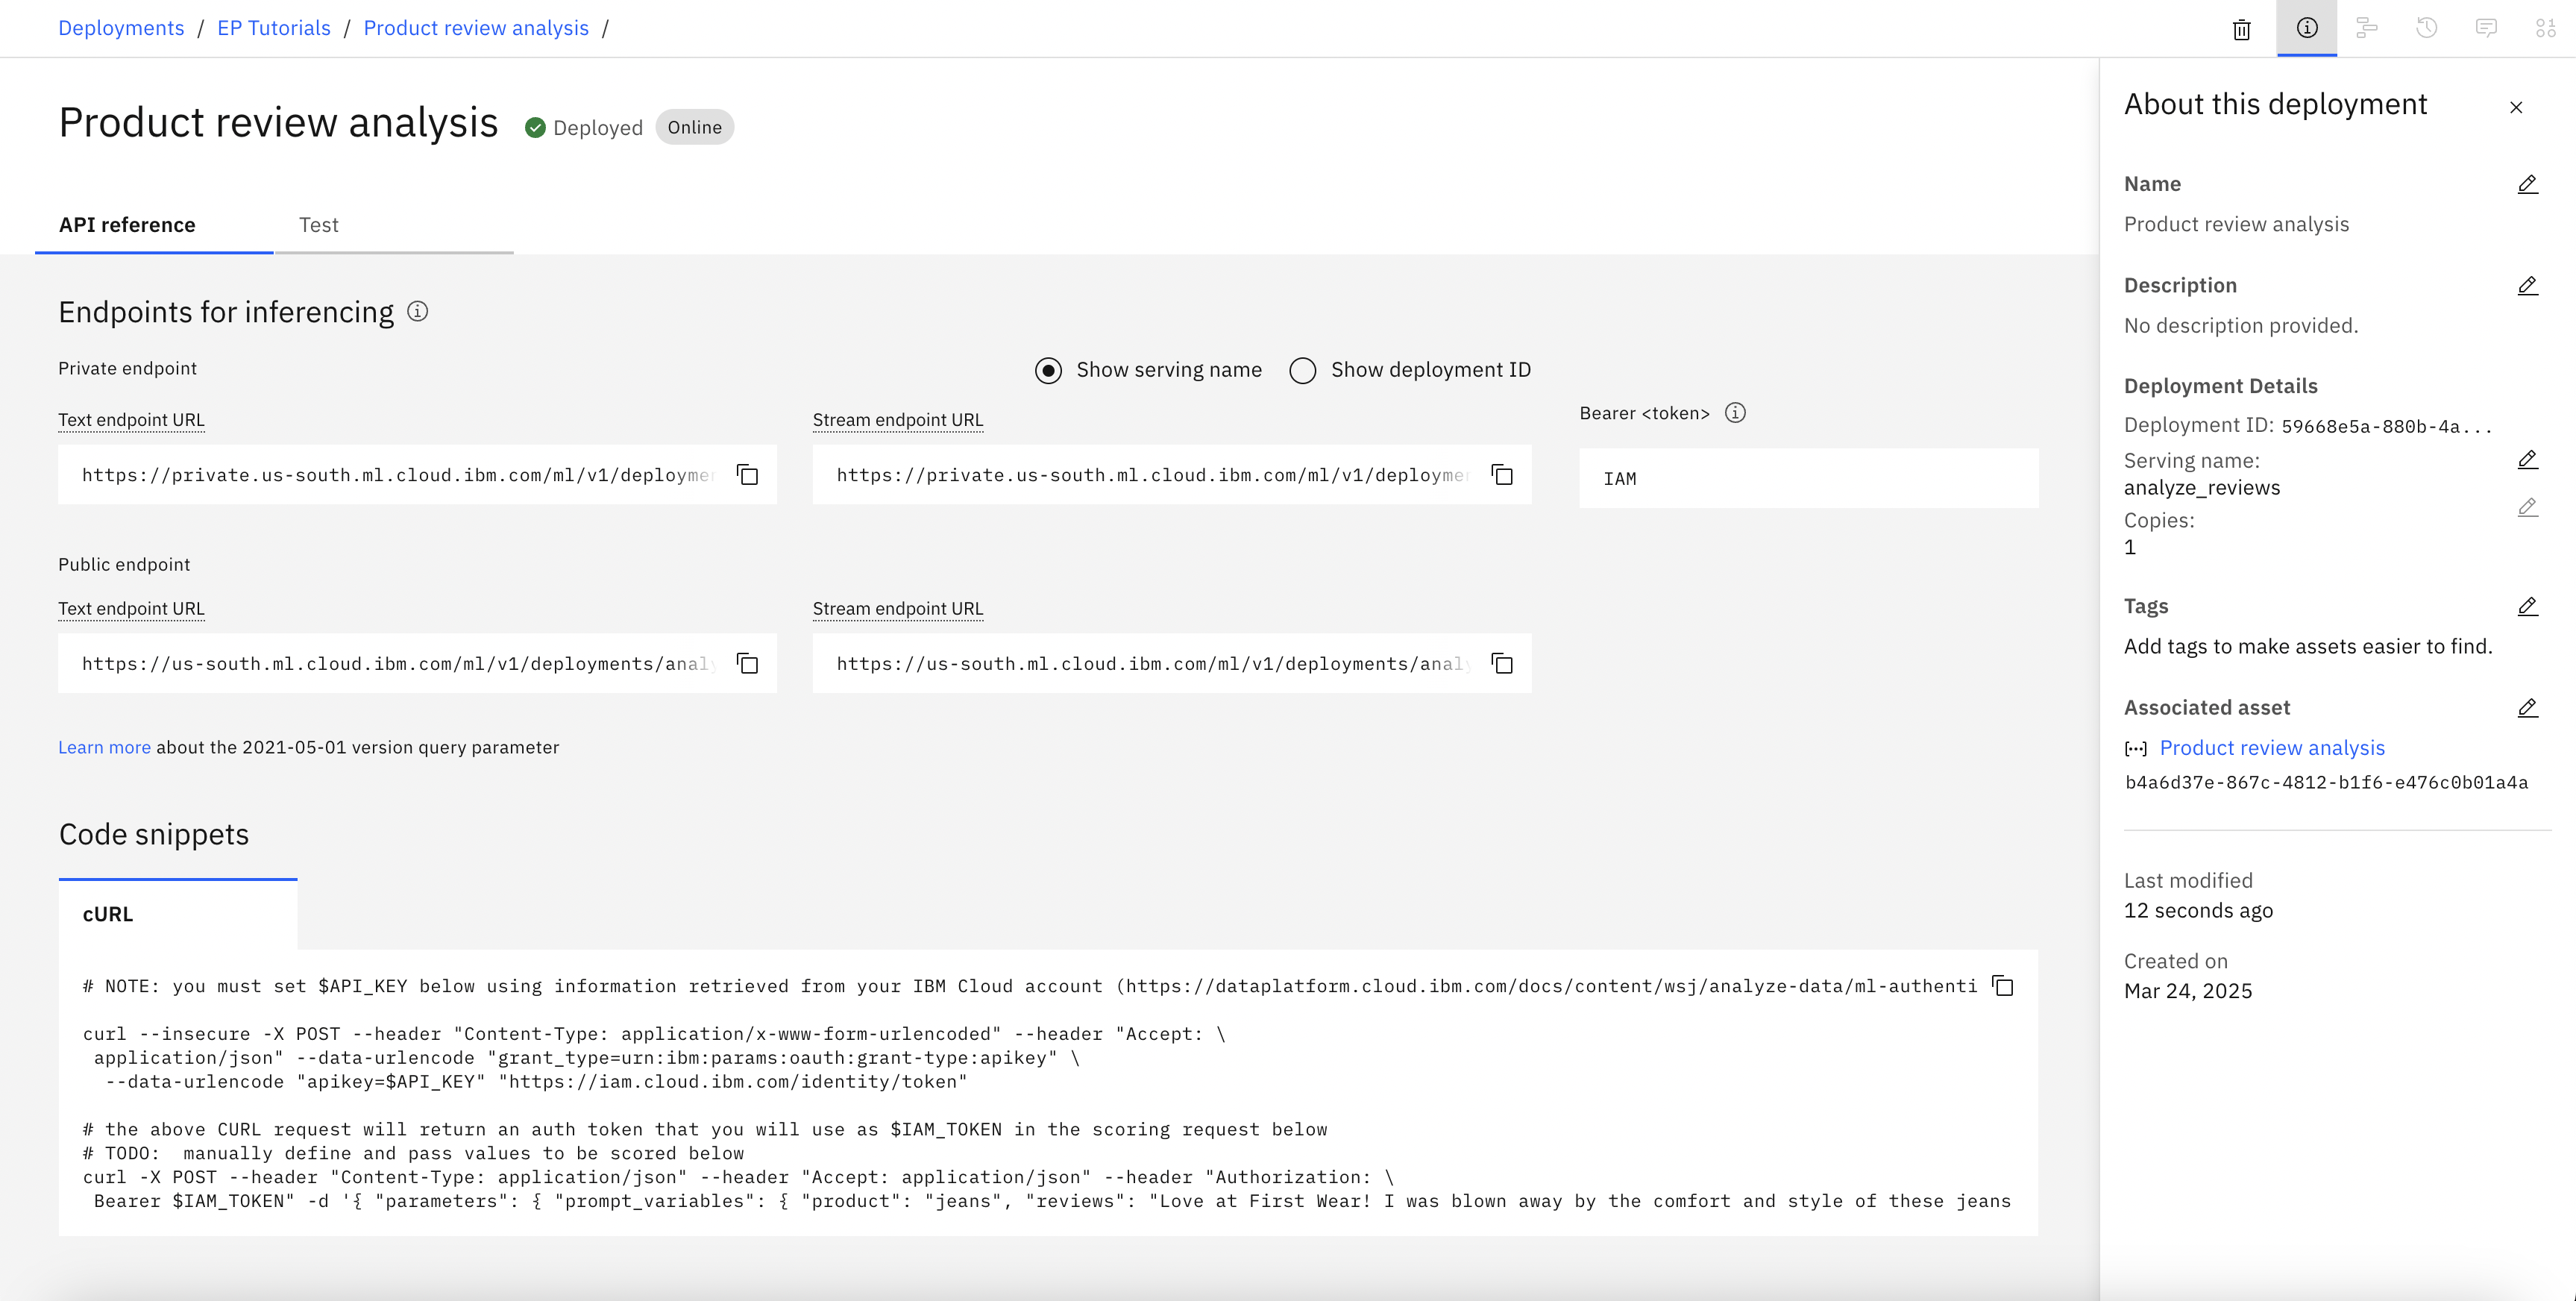 Deployments / EP Tutorials / Product review analysis /
Product review analysis Deployed Online
API reference Test
Endpoints for inferencing
Private endpoint
Show serving name Show deployment ID
Text endpoint URL
Stream endpoint URL
Bearer <token>
https://private.us-south.ml.cloud.ibm.com/ml/v1/deploymen
https://private.us-south.ml.cloud.ibm.com/ml/v1/deploymen
IAM
Public endpoint
Text endpoint URL
Stream endpoint URL
https://us-south.ml.cloud.ibm.com/ml/v1/deployments/analy
https://us-south.ml.cloud.ibm.com/ml/v1/deployments/analy
Learn more about the 2021-05-01 version query parameter
Code snippets
cURL
# NOTE: you must set $API_KEY below using information retrieved from your IBM Cloud account (https://dataplatform.cloud.ibm.com/docs/content/wsj/analyze-data/ml-authenti
curl --insecure -X POST --header "Content-Type: application/x-www-form-urlencoded" --header "Accept: \
application/json" --data-urlencode "grant_type=urn:ibm:params:oauth:grant-type:apikey" \
--data-urlencode "apikey=$API_KEY" "https://iam.cloud.ibm.com/identity/token"
# the above CURL request will return an auth token that you will use as $IAM_TOKEN in the scoring request below
# TODO:  manually define and pass values to be scored below
curl -X POST --header "Content-Type: application/json" --header "Accept: application/json" --header "Authorization: \
Bearer $IAM_TOKEN" -d '{ "parameters": { "prompt_variables": { "product": "jeans", "reviews": "Love at First Wear! I was blown away by the comfort and style of these jeans
About this deployment
Name
Product review analysis
Description
No description provided.
Deployment Details
Deployment ID: 59668e5a-880b-4a...
Serving name:
analyze_reviews
Copies:
1
Tags
Add tags to make assets easier to find.
Associated asset
Product review analysis
b4a6d37e-867c-4812-b1f6-e476c0b01a4a
Last modified
12 seconds ago
Created on
Mar 24, 2025